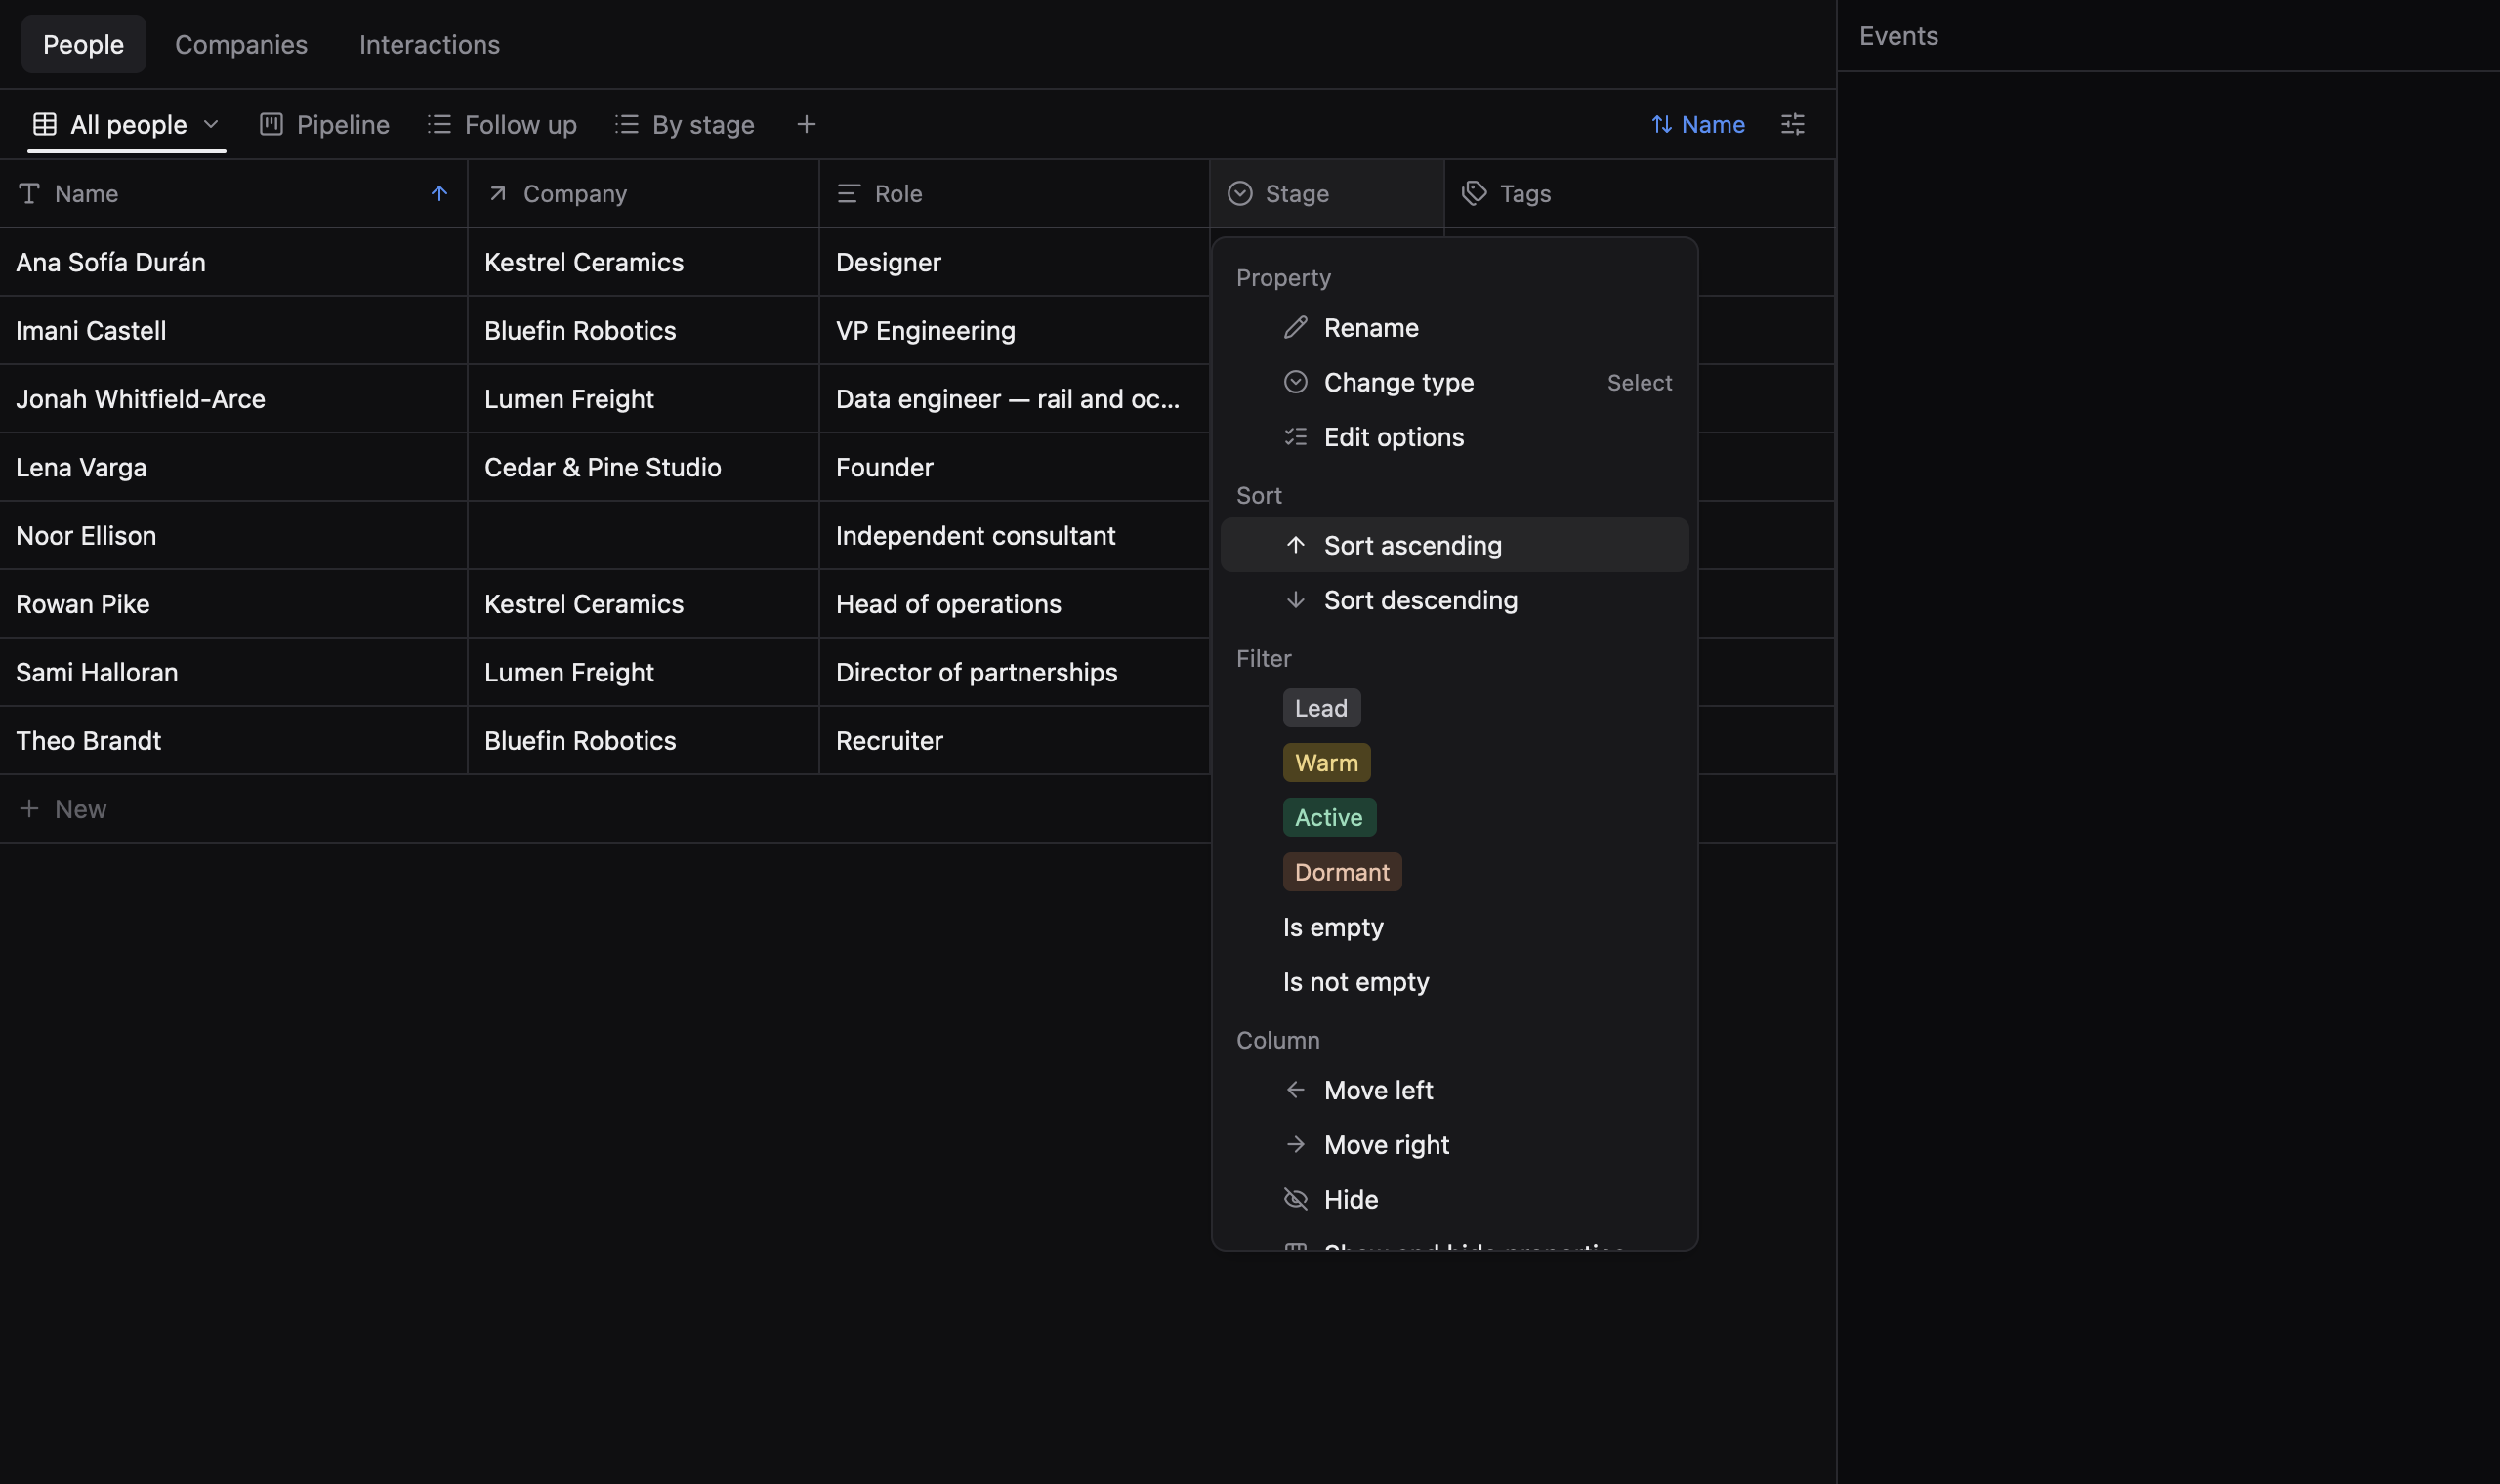 People Companies Interactions
Events
All people Pipeline Follow up By stage
Name
Name Company Role Stage Tags
Ana Sofía Durán Kestrel Ceramics Designer
Imani Castell Bluefin Robotics VP Engineering
Jonah Whitfield-Arce Lumen Freight Data engineer — rail and oc...
Lena Varga Cedar & Pine Studio Founder
Noor Ellison Independent consultant
Rowan Pike Kestrel Ceramics Head of operations
Sami Halloran Lumen Freight Director of partnerships
Theo Brandt Bluefin Robotics Recruiter
New
Property
Rename
Change type Select
Edit options
Sort
Sort ascending
Sort descending
Filter
Lead
Warm
Active
Dormant
Is empty
Is not empty
Column
Move left
Move right
Hide
Show and hide properties